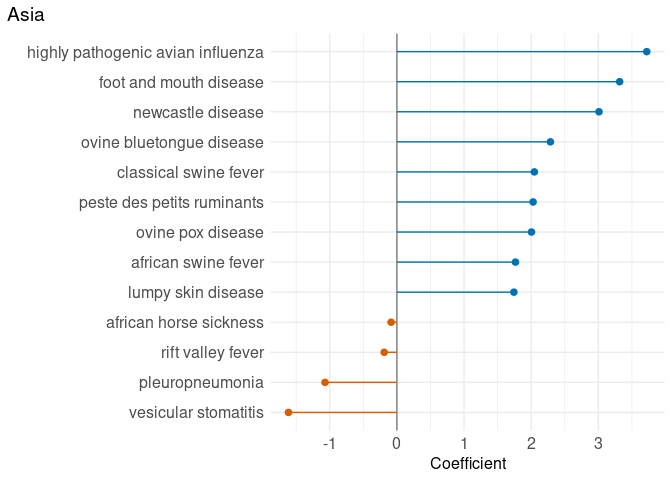 Asia
highly pathogenic avian influenza
foot and mouth disease
newcastle disease
ovine bluetongue disease
classical swine fever
peste des petits ruminants
ovine pox disease
african swine fever
lumpy skin disease
african horse sickness
rift valley fever
pleuropneumonia
vesicular stomatitis
-1 0 1 2 3
Coefficient